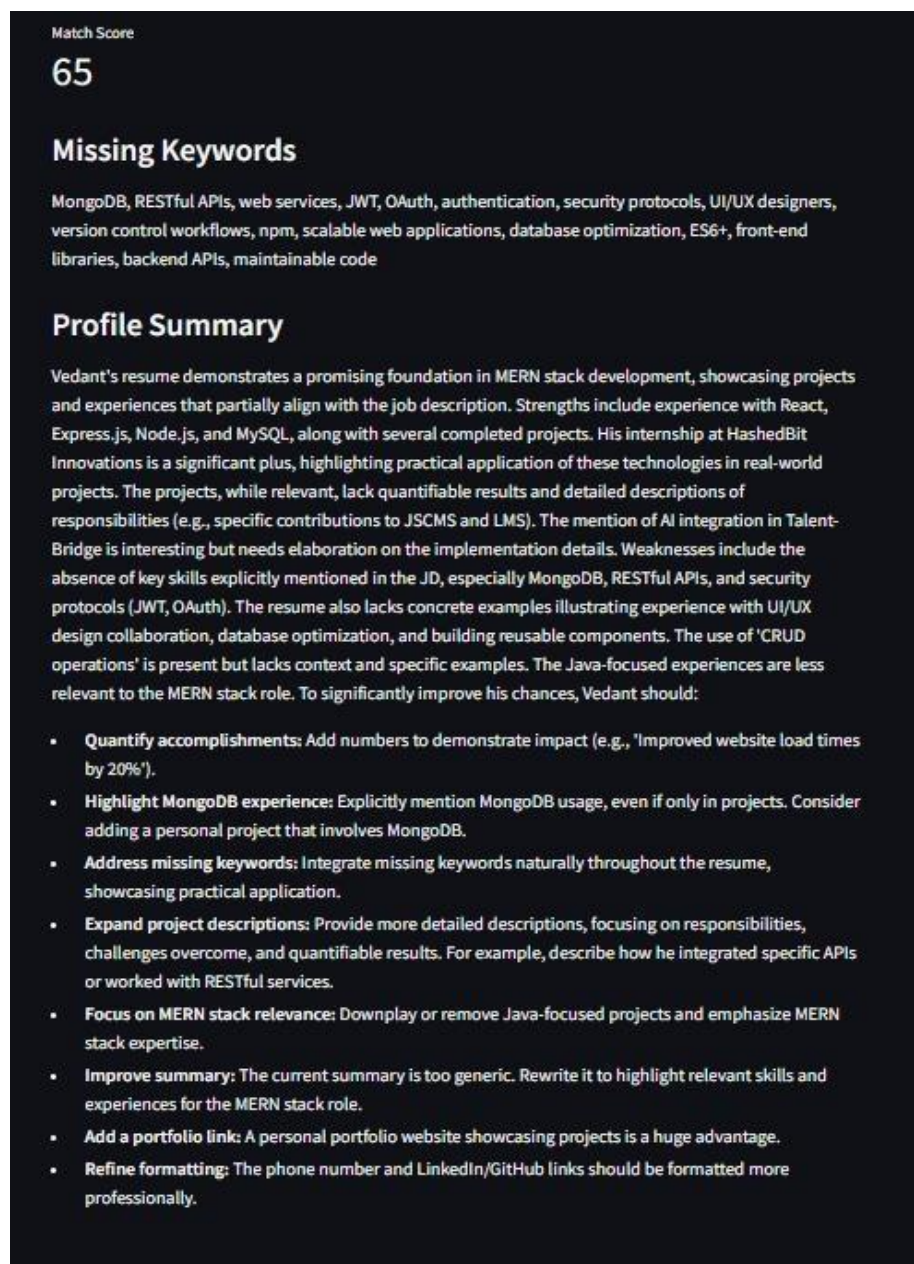 Match Score
65
Missing Keywords
MongoDB, RESTful APIs, web services, JWT, OAuth, authentication, security protocols, UI/UX designers,
version control workflows, npm, scalable web applications, database optimization, ES6+, front-end
libraries, backend APIs, maintainable code
Profile Summary
Vedant's resume demonstrates a promising foundation in MERN stack development, showcasing projects
and experiences that partially align with the job description. Strengths include experience with React,
Express.js, Node.js, and MySQL, along with several completed projects. His internship at HashedBit
Innovations is a significant plus, highlighting practical application of these technologies in real-world
projects. The projects, while relevant, lack quantifiable results and detailed descriptions of
responsibilities (e.g., specific contributions to JSCMS and LMS). The mention of AI integration in Talent-
Bridge is interesting but needs elaboration on the implementation details. Weaknesses include the
absence of key skills explicitly mentioned in the JD, especially MongoDB, RESTful APIs, and security
protocols (JWT, OAuth). The resume also lacks concrete examples illustrating experience with UI/UX
design collaboration, database optimization, and building reusable components. The use of 'CRUD
operations' is present but lacks context and specific examples. The Java-focused experiences are less
relevant to the MERN stack role. To significantly improve his chances, Vedant should:
• Quantify accomplishments: Add numbers to demonstrate impact (e.g., 'Improved website load times
by 20%').
• Highlight MongoDB experience: Explicitly mention MongoDB usage, even if only in projects. Consider
adding a personal project that involves MongoDB.
• Address missing keywords: Integrate missing keywords naturally throughout the resume,
showcasing practical application.
• Expand project descriptions: Provide more detailed descriptions, focusing on responsibilities,
challenges overcome, and quantifiable results. For example, describe how he integrated specific APIs
or worked with RESTful services.
• Focus on MERN stack relevance: Downplay or remove Java-focused projects and emphasize MERN
stack expertise.
• Improve summary: The current summary is too generic. Rewrite it to highlight relevant skills and
experiences for the MERN stack role.
• Add a portfolio link: A personal portfolio website showcasing projects is a huge advantage.
• Refine formatting: The phone number and LinkedIn/GitHub links should be formatted more
professionally.